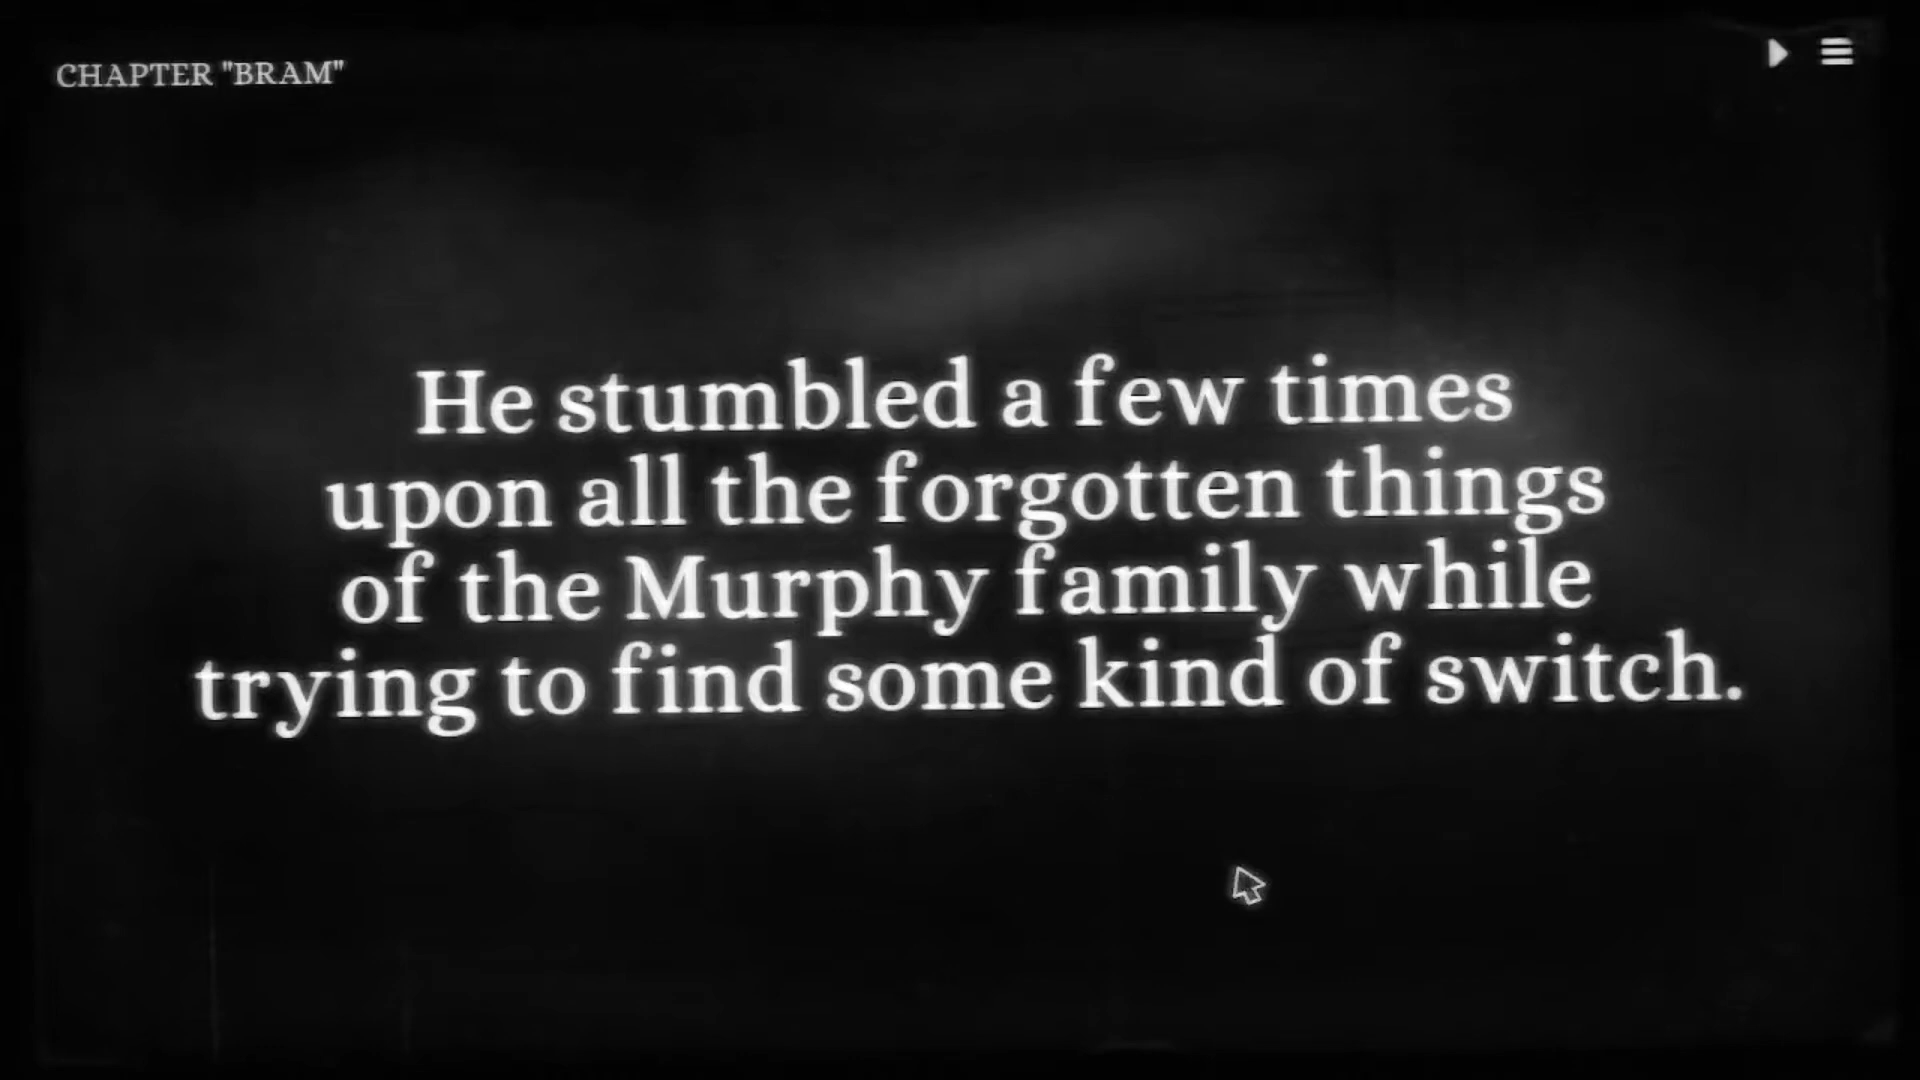 CHAPTER "BRAM"
He stumbled a few times
upon all the forgotten things
of the Murphy family while
trying to find some kind of switch.